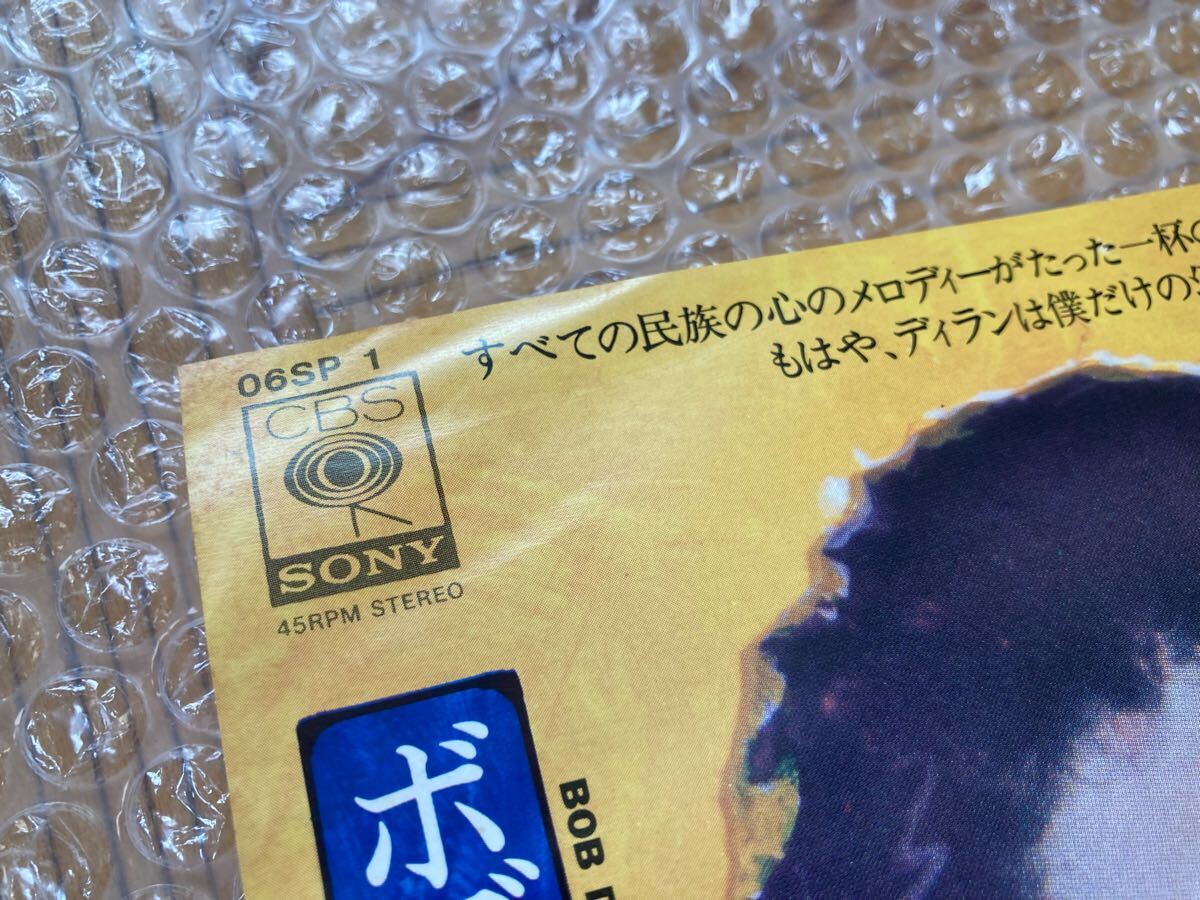 06SP 1
CBS
SONY
45RPM STEREO
すべての民族の心のメロディーがたった一杯の
もはや、ディランは僕だけの
ボ
BOB